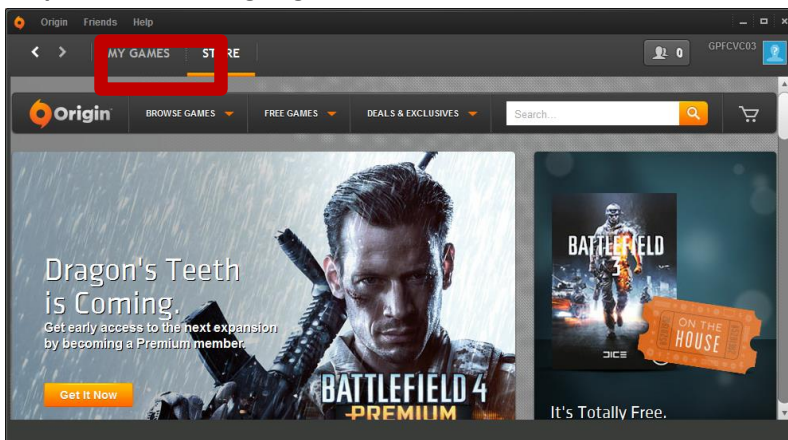 Origin Friends Help
MY GAMES
0
GPFCVC03
Origin
BROWSE GAMES
FREE GAMES
DEALS & EXCLUSIVES
Search...
Dragon's Teeth
is Coming.
Get early access to the next expansion
by becoming a Premium member.
Get It Now
BATTLEFIELD 4
PREMIUM
BATTLEFIELD
3
DICE
ON THE
HOUSE
It's Totally Free.